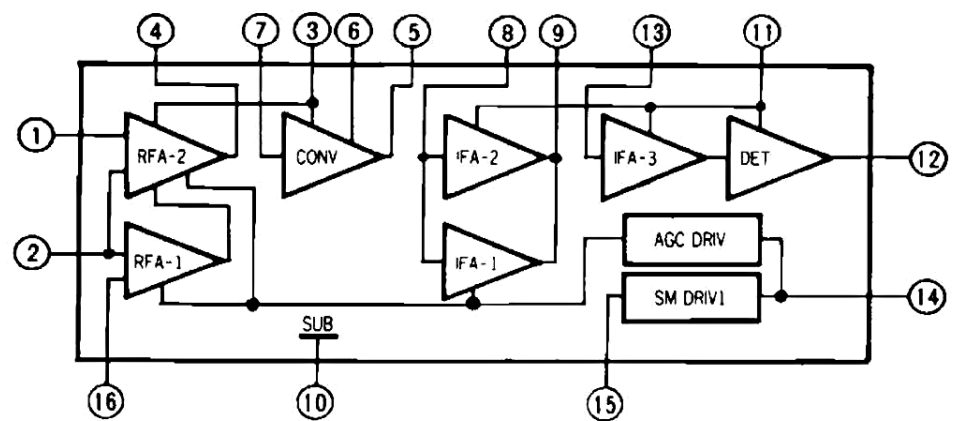 4 7 3 6 5 8 9 13 11
1 RFA-2 CONV IFA-2 IFA-3 DET 12
2 RFA-1 IFA-1 AGC DRIV
SM DRIV1 14
SUB
16 10 15